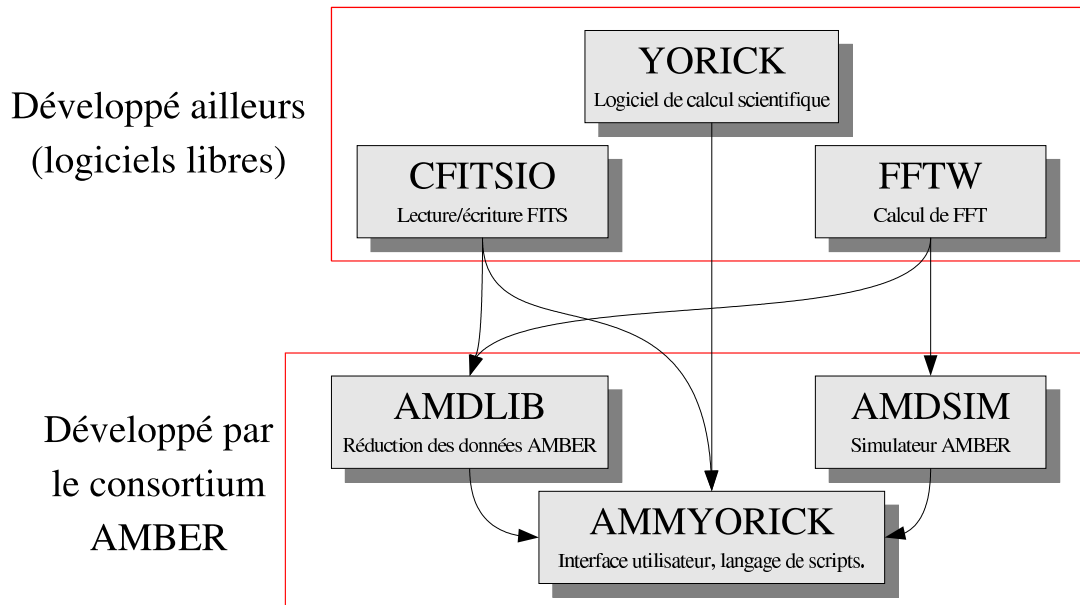 YORICK
Logiciel de calcul scientifique
Développé ailleurs
(logiciels libres)
CFITSIO
Lecture/écriture FITS
FFTW
Calcul de FFT
AMDLIB
Réduction des données AMBER
AMDSIM
Simulateur AMBER
Développé par
le consortium
AMBER
AMMYORICK
Interface utilisateur, langage de scripts.